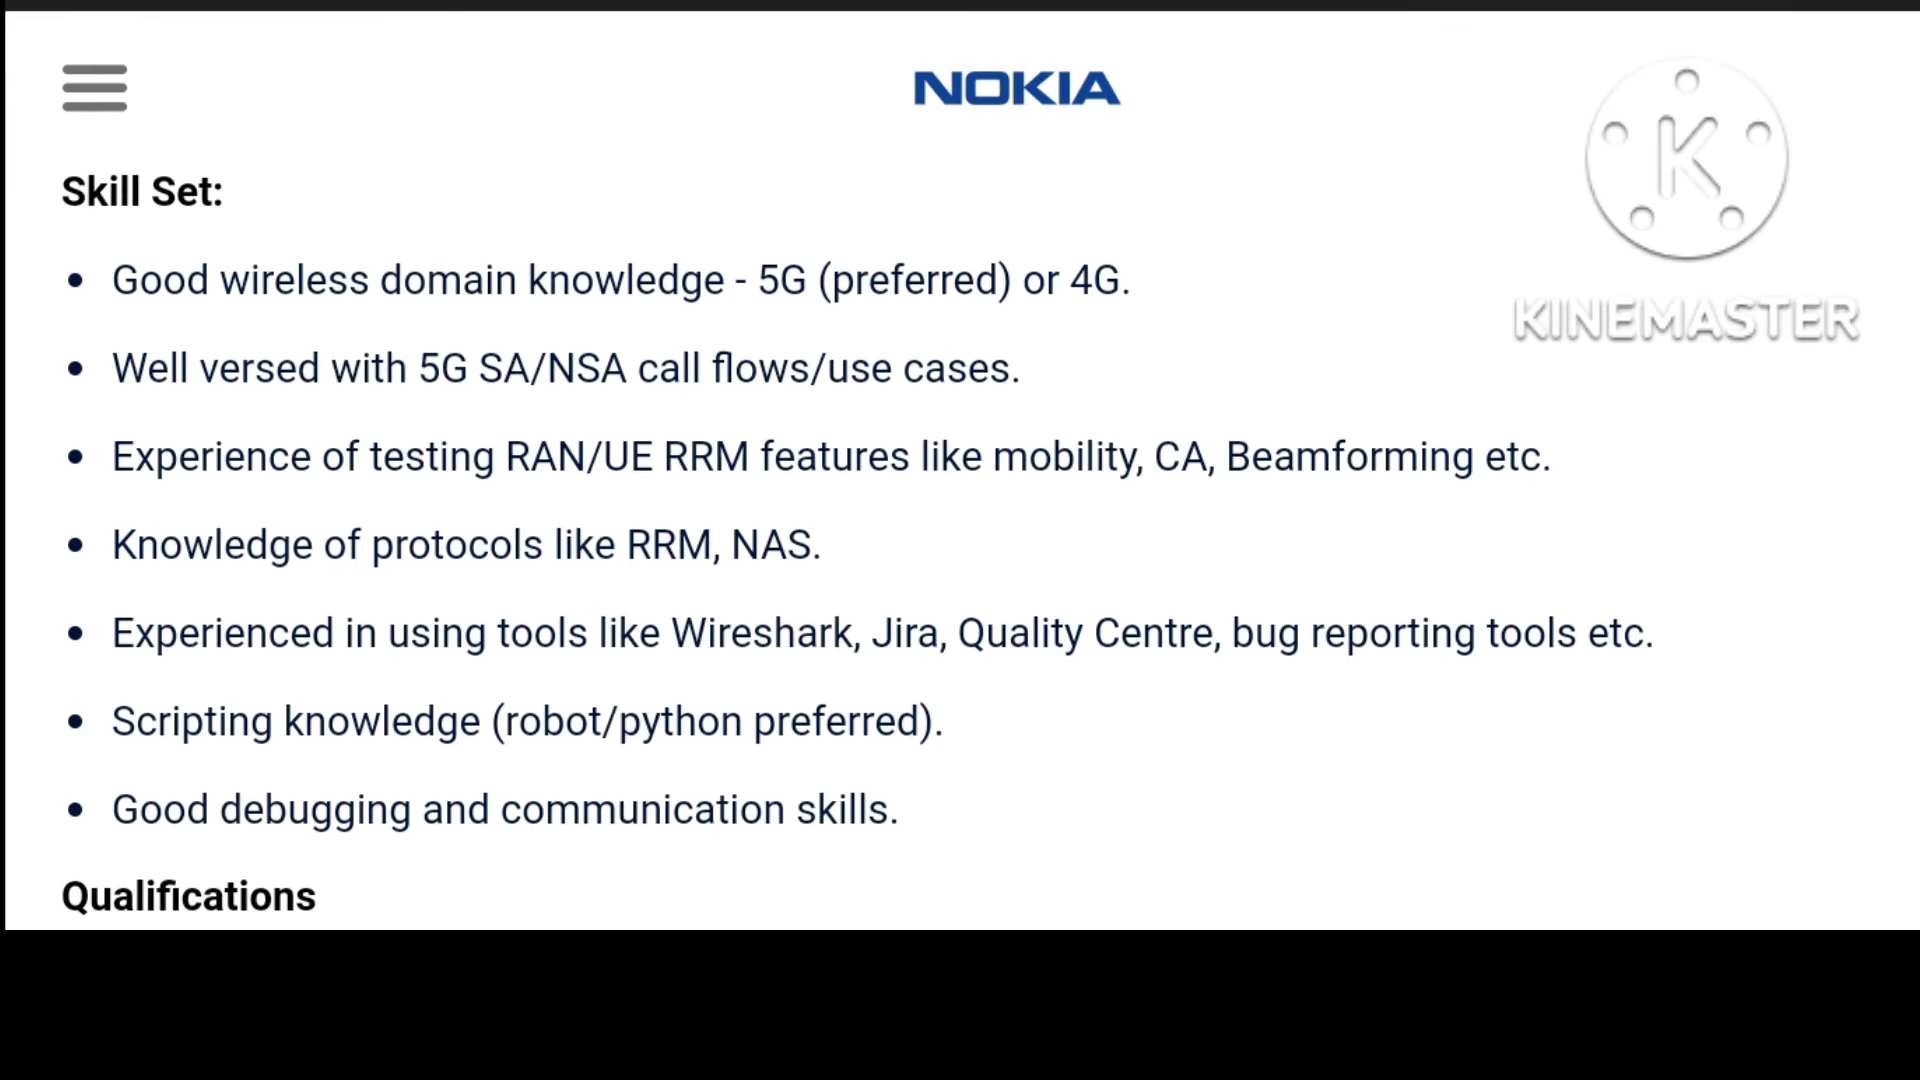 NOKIA
K
KINEMASTER
Skill Set:
• Good wireless domain knowledge - 5G (preferred) or 4G.
• Well versed with 5G SA/NSA call flows/use cases.
• Experience of testing RAN/UE RRM features like mobility, CA, Beamforming etc.
• Knowledge of protocols like RRM, NAS.
• Experienced in using tools like Wireshark, Jira, Quality Centre, bug reporting tools etc.
• Scripting knowledge (robot/python preferred).
• Good debugging and communication skills.
Qualifications